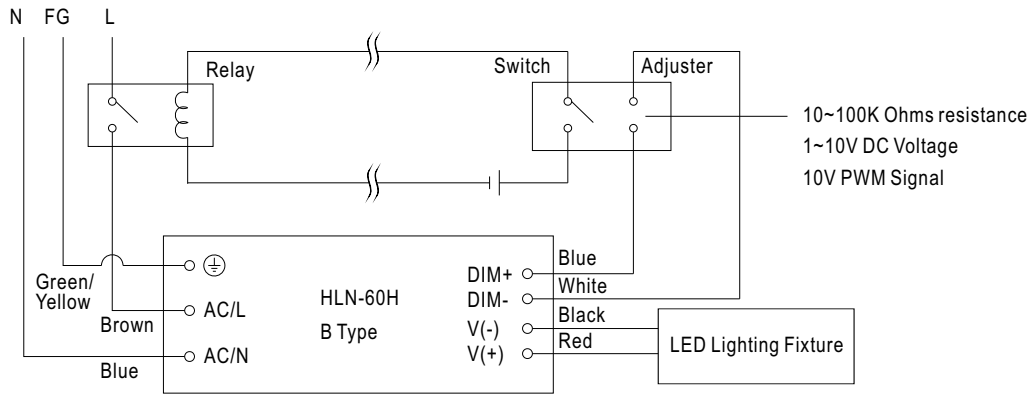 N FG L
Relay
Switch
Adjuster
10~100K Ohms resistance
1~10V DC Voltage
10V PWM Signal
Green/
Yellow
Brown
Blue
AC/L
AC/N
HLN-60H
B Type
DIM+
DIM-
V(-)
V(+)
Blue
White
Black
Red
LED Lighting Fixture